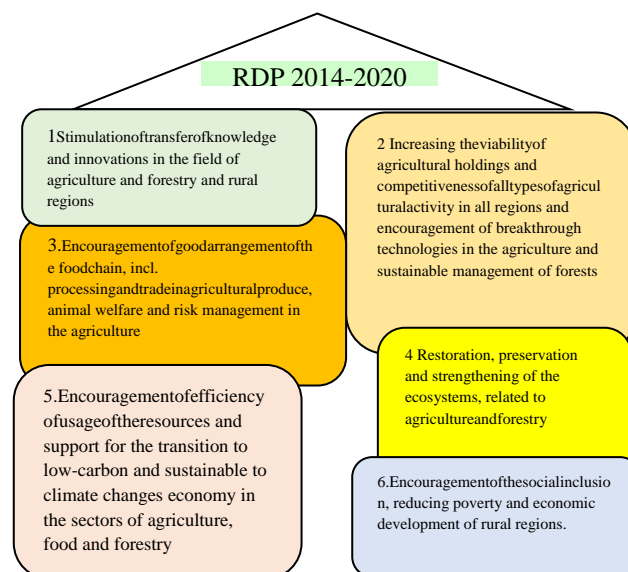 RDP 2014-2020
1Stimulationoftransferofknowledge
and innovations in the field of
agriculture and forestry and rural
regions
2 Increasing theviabilityof
agricultural holdings and
competitivenessofalltypesofagricul
turalactivity in all regions and
encouragement of breakthrough
technologies in the agriculture and
sustainable management of forests
3.Encouragementofgoodarrangementofth
e foodchain, incl.
processingandtradeinagriculturalproduce,
animal welfare and risk management in
the agriculture
4 Restoration, preservation
and strengthening of the
ecosystems, related to
agricultureandforestry
5.Encouragementofefficiency
ofusageoftheresources and
support for the transition to
low-carbon and sustainable to
climate changes economy in
the sectors of agriculture,
food and forestry
6.Encouragementofthesocialinclusio
n, reducing poverty and economic
development of rural regions.